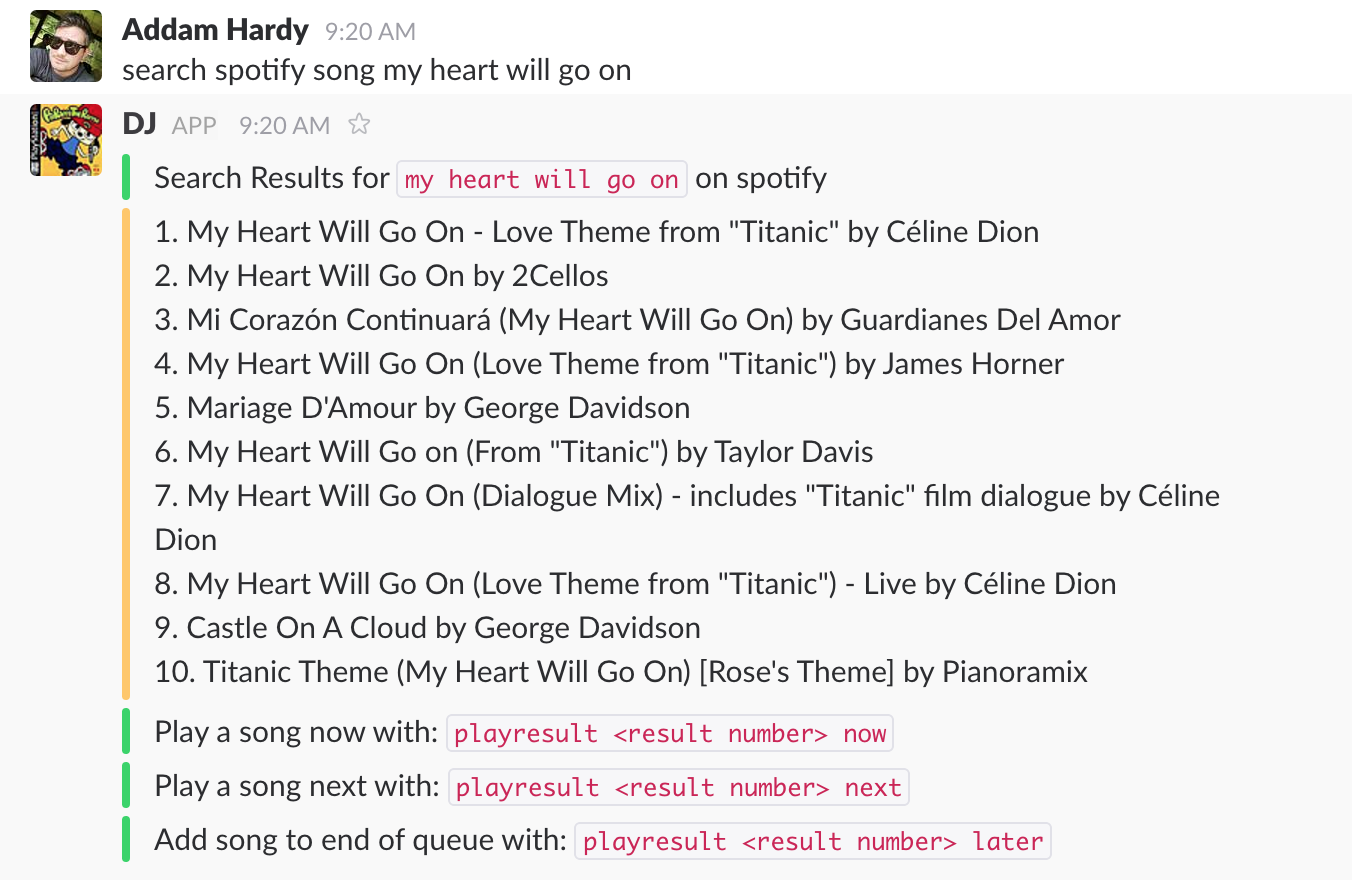 Addam Hardy 9:20 AM
search spotify song my heart will go on
DJ APP 9:20 AM
Search Results for my heart will go on on spotify
1. My Heart Will Go On - Love Theme from "Titanic" by Céline Dion
2. My Heart Will Go On by 2Cellos
3. Mi Corazón Continuará (My Heart Will Go On) by Guardianes Del Amor
4. My Heart Will Go On (Love Theme from "Titanic") by James Horner
5. Mariage D'Amour by George Davidson
6. My Heart Will Go on (From "Titanic") by Taylor Davis
7. My Heart Will Go On (Dialogue Mix) - includes "Titanic" film dialogue by Céline
Dion
8. My Heart Will Go On (Love Theme from "Titanic") - Live by Céline Dion
9. Castle On A Cloud by George Davidson
10. Titanic Theme (My Heart Will Go On) [Rose's Theme] by Pianoramix
Play a song now with: playresult <result number> now
Play a song next with: playresult <result number> next
Add song to end of queue with: playresult <result number> later